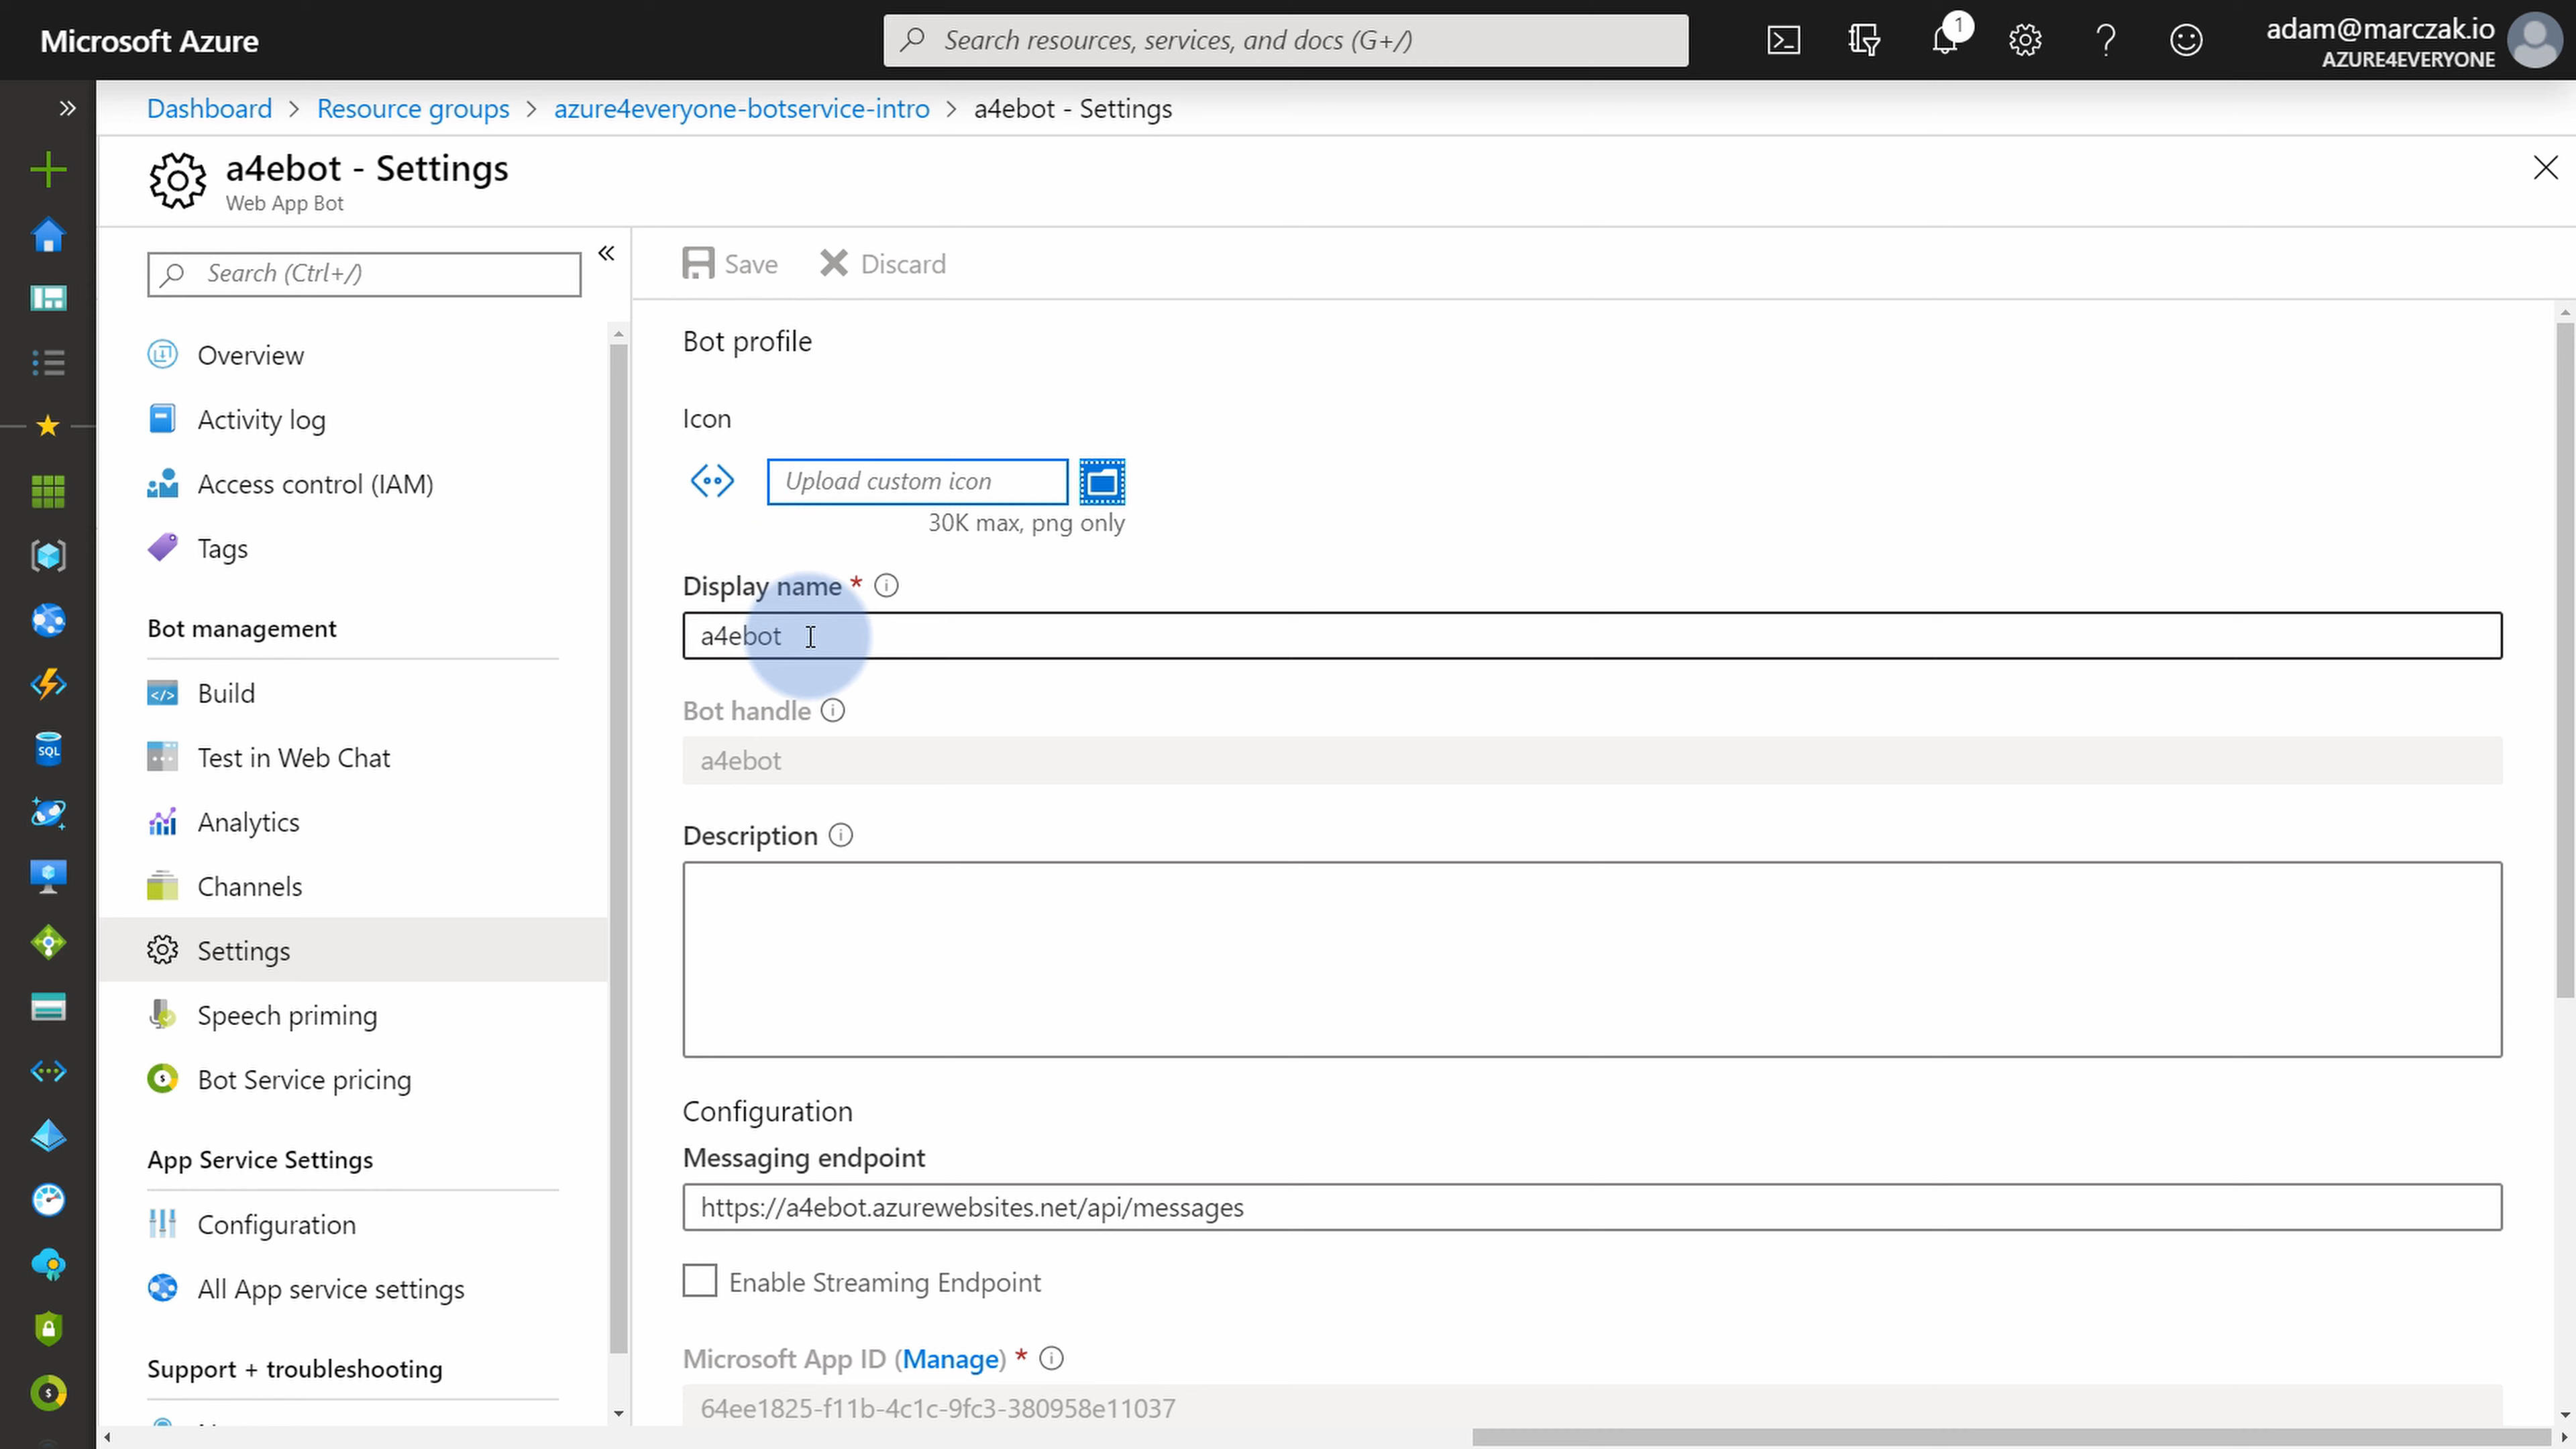 Microsoft Azure
Search resources, services, and docs (G+/)
1
adam@marczak.io
AZURE4EVERYONE
Dashboard > Resource groups > azure4everyone-botservice-intro > a4ebot - Settings
a4ebot - Settings
Web App Bot
Search (Ctrl+/)
Overview
Activity log
Access control (IAM)
Tags
Bot management
Build
Test in Web Chat
Analytics
Channels
Settings
Speech priming
Bot Service pricing
App Service Settings
Configuration
All App service settings
Support + troubleshooting
SQL
Save
Discard
Bot profile
Icon
Upload custom icon
30K max, png only
Display name *
a4ebot
Bot handle
a4ebot
Description
Configuration
Messaging endpoint
https://a4ebot.azurewebsites.net/api/messages
Enable Streaming Endpoint
Microsoft App ID (Manage) *
64ee1825-f11b-4c1c-9fc3-380958e11037